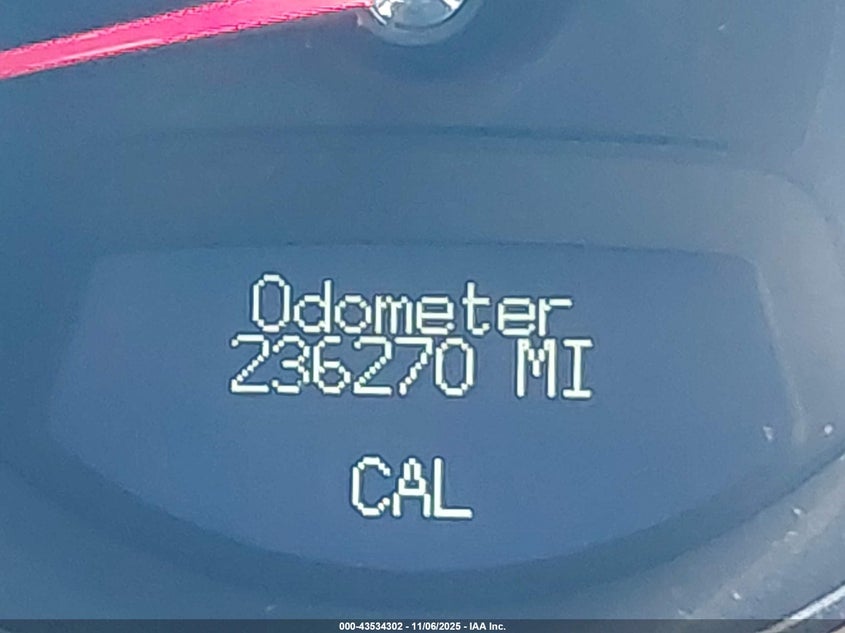 Odometer
236270 MI
CAL
000-43534302 - 11/06/2025 - IAA Inc.